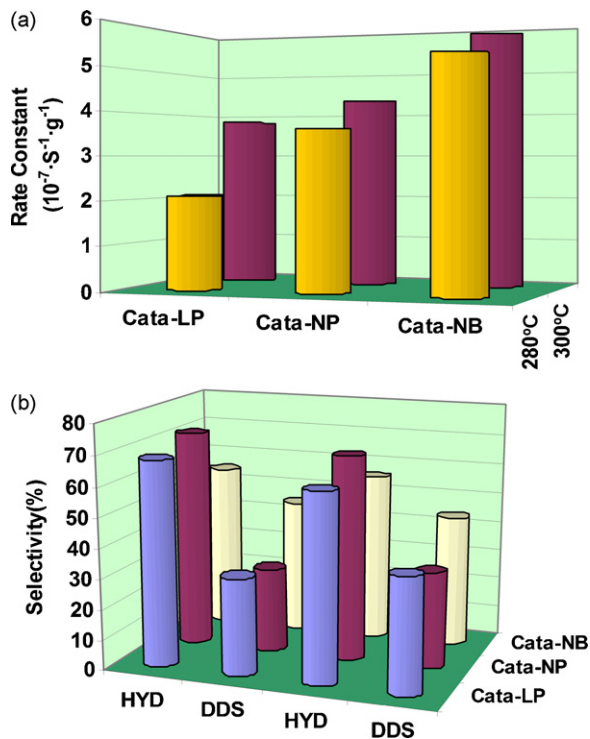 (a)
Rate Constant
(10⁻⁷·S⁻¹·g⁻¹)
6
5
4
3
2
1
0
Cata-LP
Cata-NP
Cata-NB
280ºC
300ºC
(b)
Selectivity(%)
80
70
60
50
40
30
20
10
0
HYD
DDS
HYD
DDS
Cata-NB
Cata-NP
Cata-LP